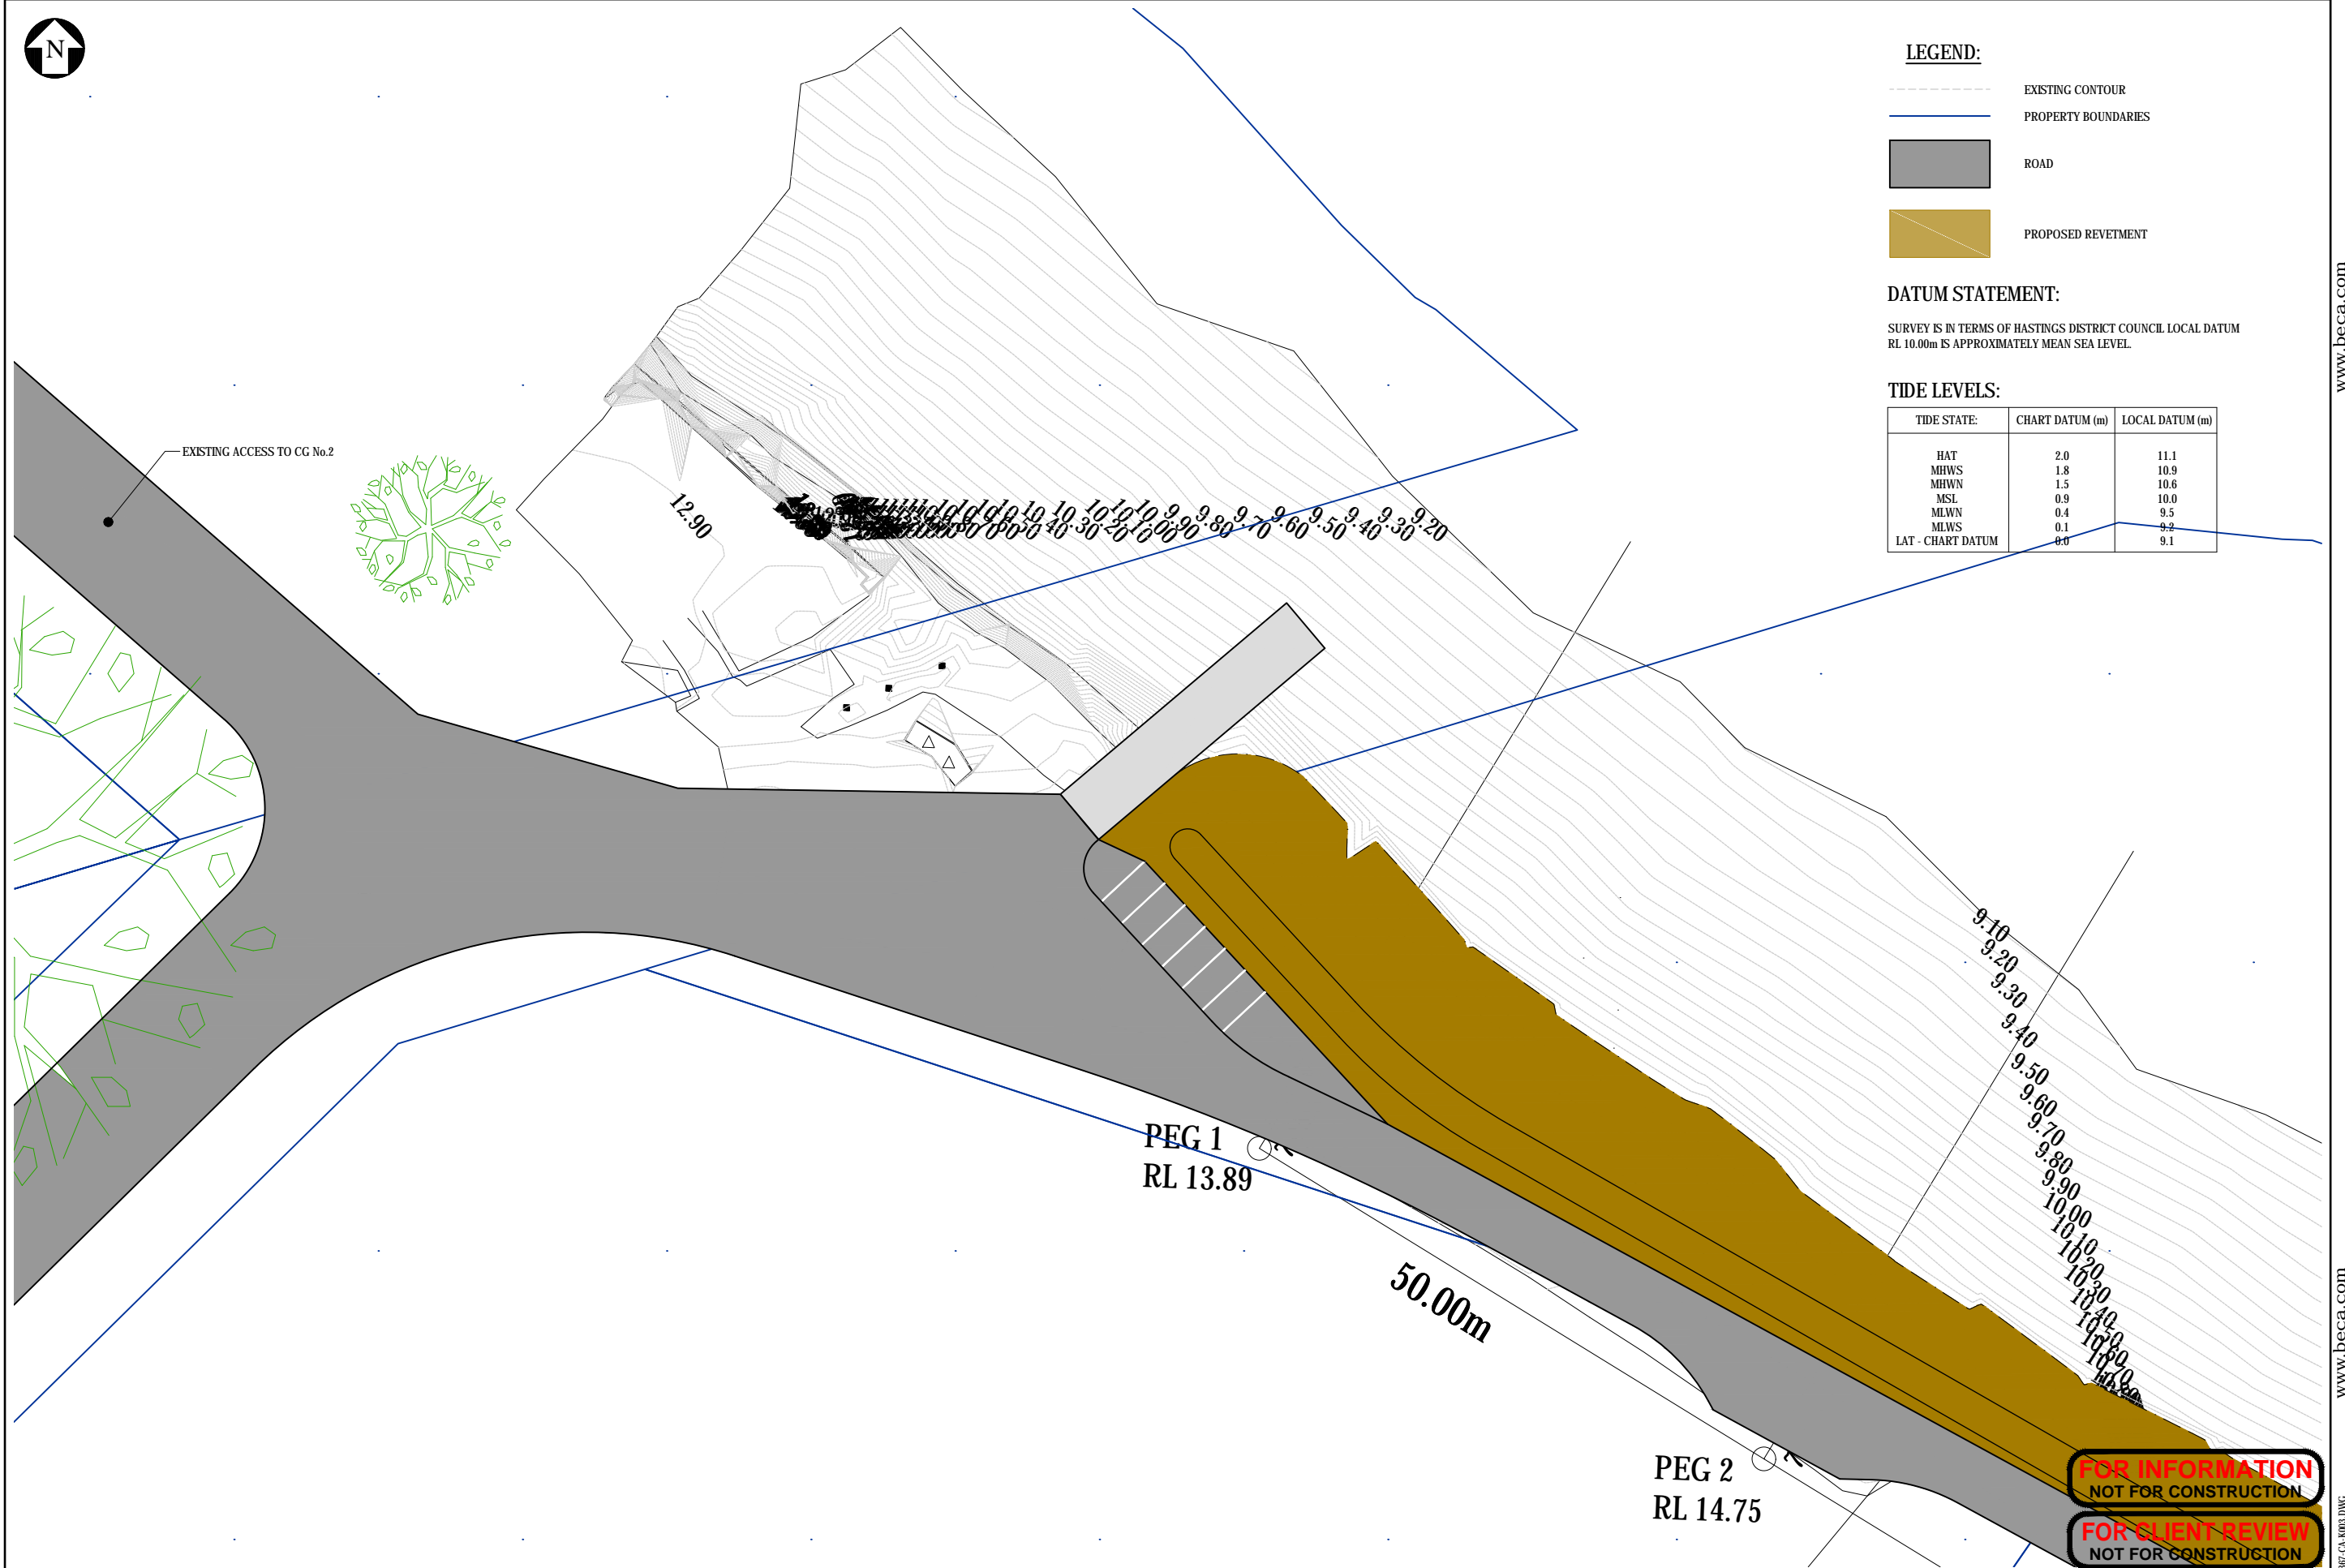 N
LEGEND:
EXISTING CONTOUR
PROPERTY BOUNDARIES
ROAD
PROPOSED REVETMENT
DATUM STATEMENT:
SURVEY IS IN TERMS OF HASTINGS DISTRICT COUNCIL LOCAL DATUM
RL 10.00m IS APPROXIMATELY MEAN SEA LEVEL.
TIDE LEVELS:
TIDE STATE: CHART DATUM (m) LOCAL DATUM (m)
HAT 2.0 11.1
MHWS 1.8 10.9
MHWN 1.5 10.6
MSL 0.9 10.0
MLWN 0.4 9.5
MLWS 0.1 9.2
LAT - CHART DATUM 0.0 9.1
EXISTING ACCESS TO CG No.2
12.90
10.40
10.30
10.20
10.10
10.00
9.90
9.80
9.70
9.60
9.50
9.40
9.30
9.20
9.10
9.20
9.30
9.40
9.50
9.60
9.70
9.80
9.90
10.00
10.10
10.20
10.30
10.40
10.50
10.60
10.70
PEG 1
RL 13.89
50.00m
PEG 2
RL 14.75
FOR INFORMATION
NOT FOR CONSTRUCTION
FOR CLIENT REVIEW
NOT FOR CONSTRUCTION
www.beca.com
www.beca.com